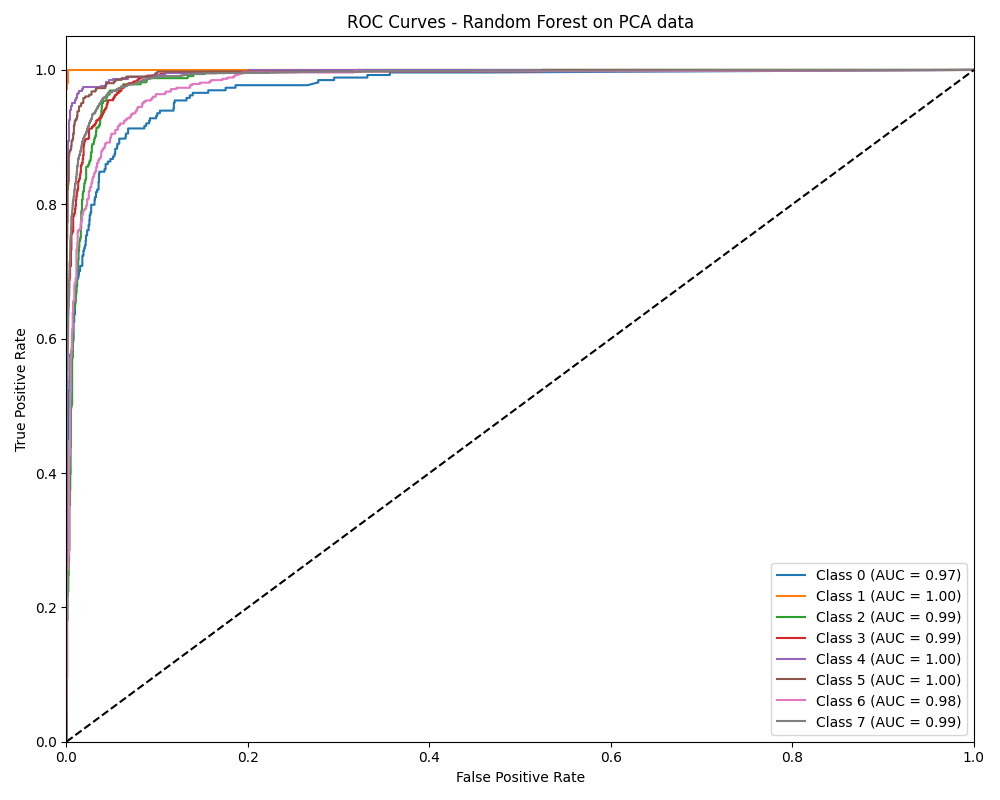 ROC Curves - Random Forest on PCA data
True Positive Rate
1.0
0.8
0.6
0.4
0.2
0.0
0.0 0.2 0.4 0.6 0.8 1.0
False Positive Rate
Class 0 (AUC = 0.97)
Class 1 (AUC = 1.00)
Class 2 (AUC = 0.99)
Class 3 (AUC = 0.99)
Class 4 (AUC = 1.00)
Class 5 (AUC = 1.00)
Class 6 (AUC = 0.98)
Class 7 (AUC = 0.99)